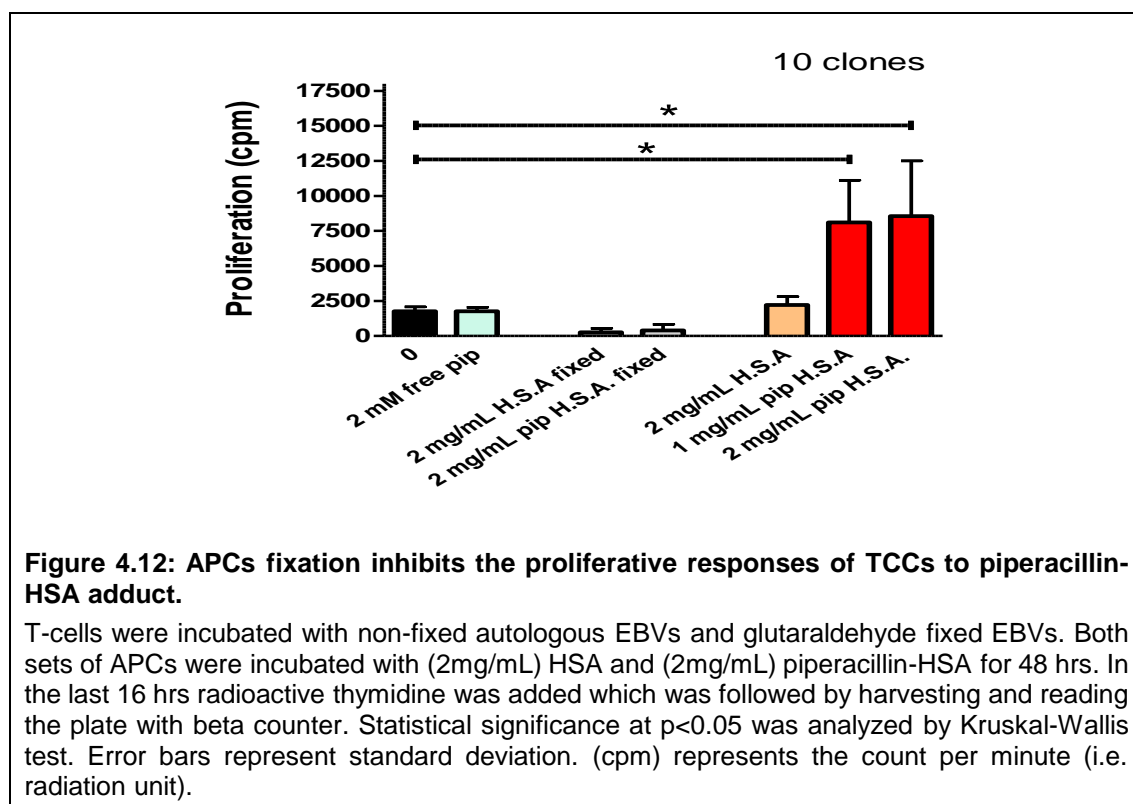 10 clones
17500
15000
12500
10000
7500
5000
2500
0
Proliferation (cpm)
*
*
0
2 mM free pip
2 mg/mL H.S.A fixed
2 mg/mL pip H.S.A. fixed
2 mg/mL H.S.A
1 mg/mL pip H.S.A
2 mg/mL pip H.S.A.
Figure 4.12: APCs fixation inhibits the proliferative responses of TCCs to piperacillin-
HSA adduct.
T-cells were incubated with non-fixed autologous EBVs and glutaraldehyde fixed EBVs. Both
sets of APCs were incubated with (2mg/mL) HSA and (2mg/mL) piperacillin-HSA for 48 hrs. In
the last 16 hrs radioactive thymidine was added which was followed by harvesting and reading
the plate with beta counter. Statistical significance at p<0.05 was analyzed by Kruskal-Wallis
test. Error bars represent standard deviation. (cpm) represents the count per minute (i.e.
radiation unit).